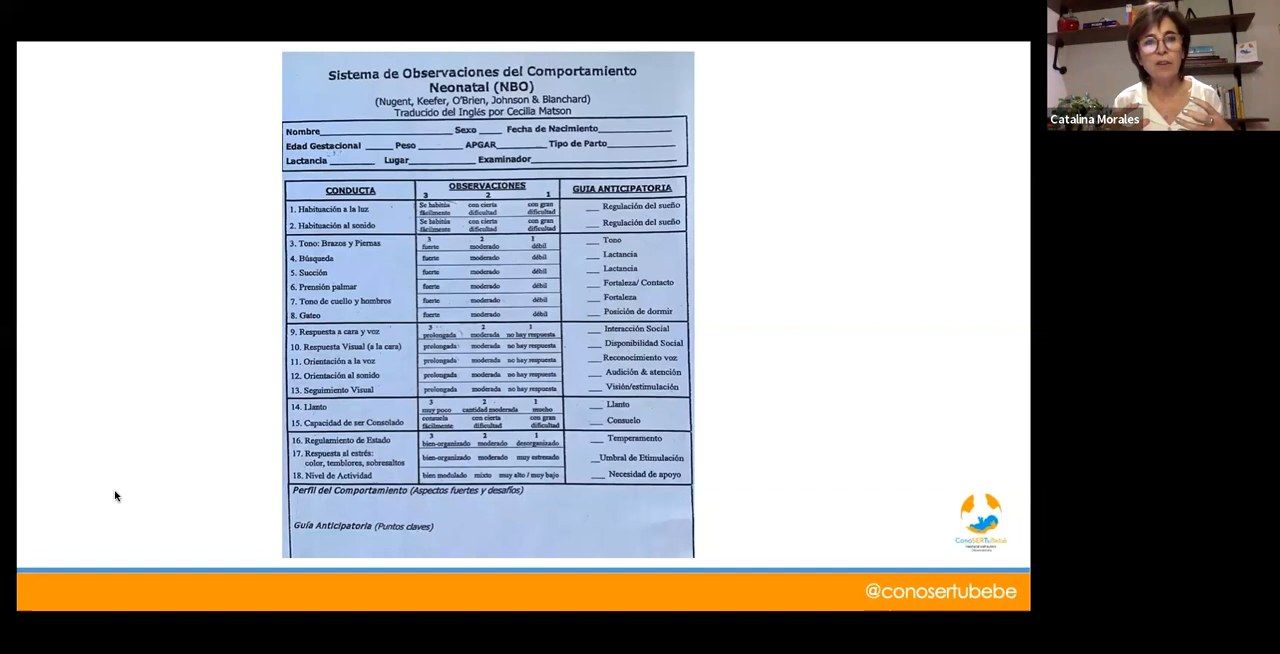 Sistema de Observaciones del Comportamiento
Neonatal (NBO)
(Nugent, Keefer, O'Brien, Johnson & Blanchard)
Traducido del Inglés por Cecilia Matson
Nombre Sexo Fecha de Nacimiento
Edad Gestacional Peso APGAR Tipo de Parto
Lactancia Lugar Examinador
CONDUCTA OBSERVACIONES GUIA ANTICIPATORIA
3 2 1
1. Habituación a la luz Se habitúa fácilmente con cierta dificultad con gran dificultad Regulación del sueño
2. Habituación al sonido Se habitúa fácilmente con cierta dificultad con gran dificultad Regulación del sueño
3 2 1
3. Tono: Brazos y Piernas fuerte moderado débil Tono
4. Búsqueda fuerte moderado débil Lactancia
5. Succión fuerte moderado débil Lactancia
6. Prensión palmar fuerte moderado débil Fortaleza/ Contacto
7. Tono de cuello y hombros fuerte moderado débil Fortaleza
8. Gateo fuerte moderado débil Posición de dormir
3 2 1
9. Respuesta a cara y voz prolongada moderada no hay respuesta Interacción Social
10. Respuesta Visual (a la cara) prolongada moderada no hay respuesta Disponibilidad Social
11. Orientación a la voz prolongada moderada no hay respuesta Reconocimiento voz
12. Orientación al sonido prolongada moderada no hay respuesta Audición & atención
13. Seguimiento Visual prolongada moderada no hay respuesta Visión/estimulación
3 2 1
14. Llanto muy poco cantidad moderada mucho Llanto
15. Capacidad de ser Consolado consuela fácilmente con cierta dificultad con gran dificultad Consuelo
3 2 1
16. Regulamiento de Estado bien-organizado moderado desorganizado Temperamento
17. Respuesta al estrés:
color, temblores, sobresaltos bien-organizado moderado muy estresado Umbral de Etimulación
18. Nivel de Actividad bien modulado mixto muy alto / muy bajo Necesidad de apoyo
Perfil del Comportamiento (Aspectos fuertes y desafíos)
Guía Anticipatoria (Puntos claves)
ConoSERTuBebé
@conosertubebe
Catalina Morales